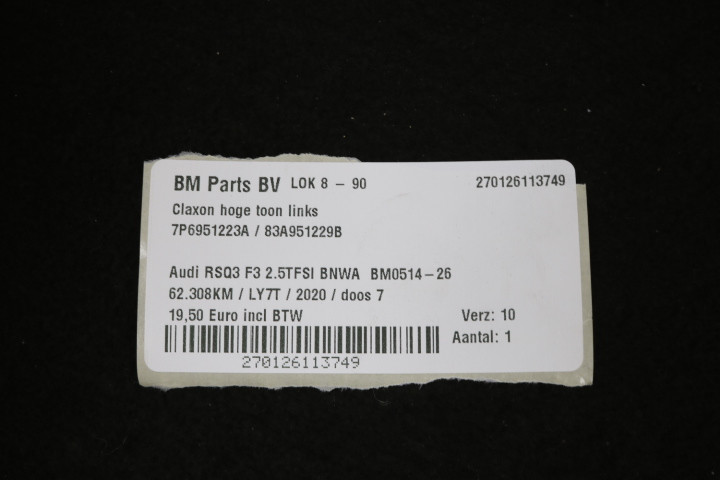 BM Parts BV LOK 8 - 90 270126113749
Claxon hoge toon links
7P6951223A / 83A951229B
Audi RSQ3 F3 2.5TFSI BNWA BM0514-26
62.308KM / LY7T / 2020 / doos 7
19,50 Euro incl BTW Verz: 10
Aantal: 1
270126113749